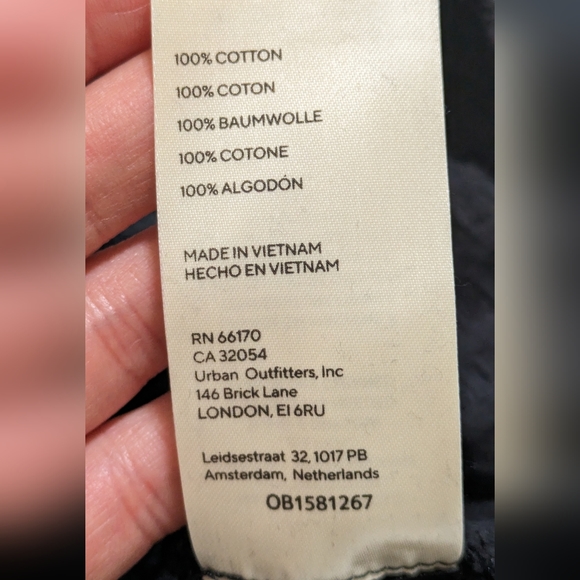 100% COTTON
100% COTON
100% BAUMWOLLE
100% COTONE
100% ALGODÓN
MADE IN VIETNAM
HECHO EN VIETNAM
RN 66170
CA 32054
Urban Outfitters, Inc
146 Brick Lane
LONDON, E1 6RU
Leidsestraat 32, 1017 PB
Amsterdam, Netherlands
OB1581267